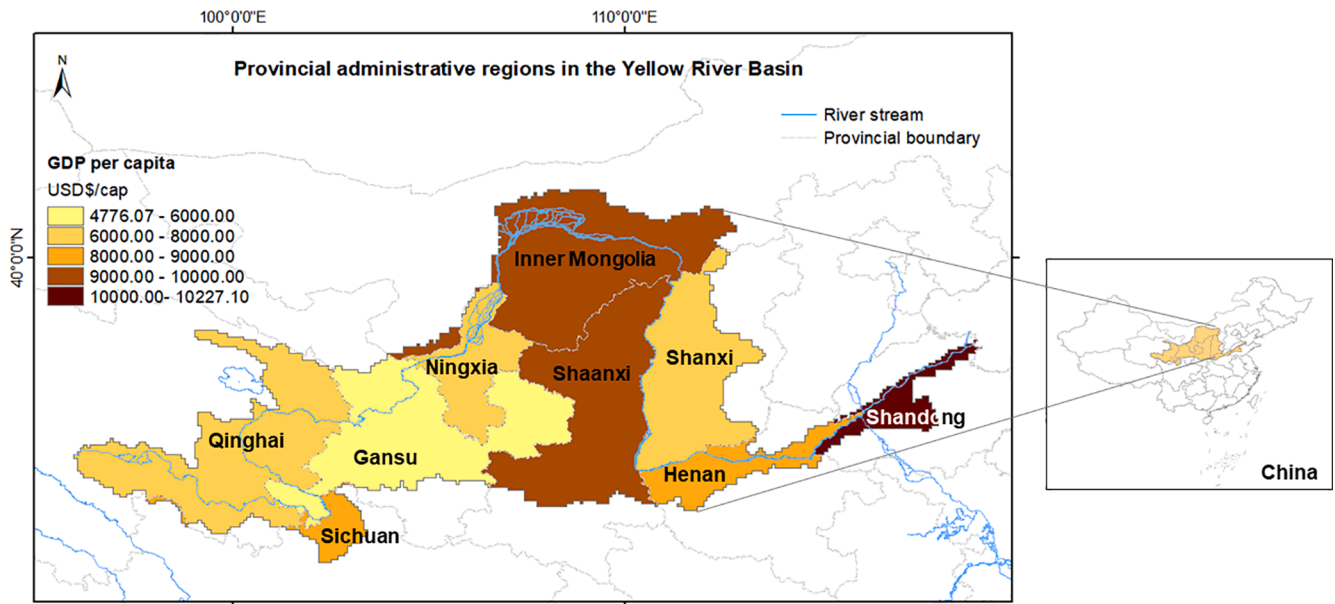 100°0'0"E
110°0'0"E
N
Provincial administrative regions in the Yellow River Basin
River stream
Provincial boundary
GDP per capita
USD$/cap
4776.07 - 6000.00
6000.00 - 8000.00
8000.00 - 9000.00
9000.00 - 10000.00
10000.00- 10227.10
40°0'0"N
Inner Mongolia
Ningxia
Shaanxi
Shanxi
Shandong
Qinghai
Gansu
Henan
Sichuan
China